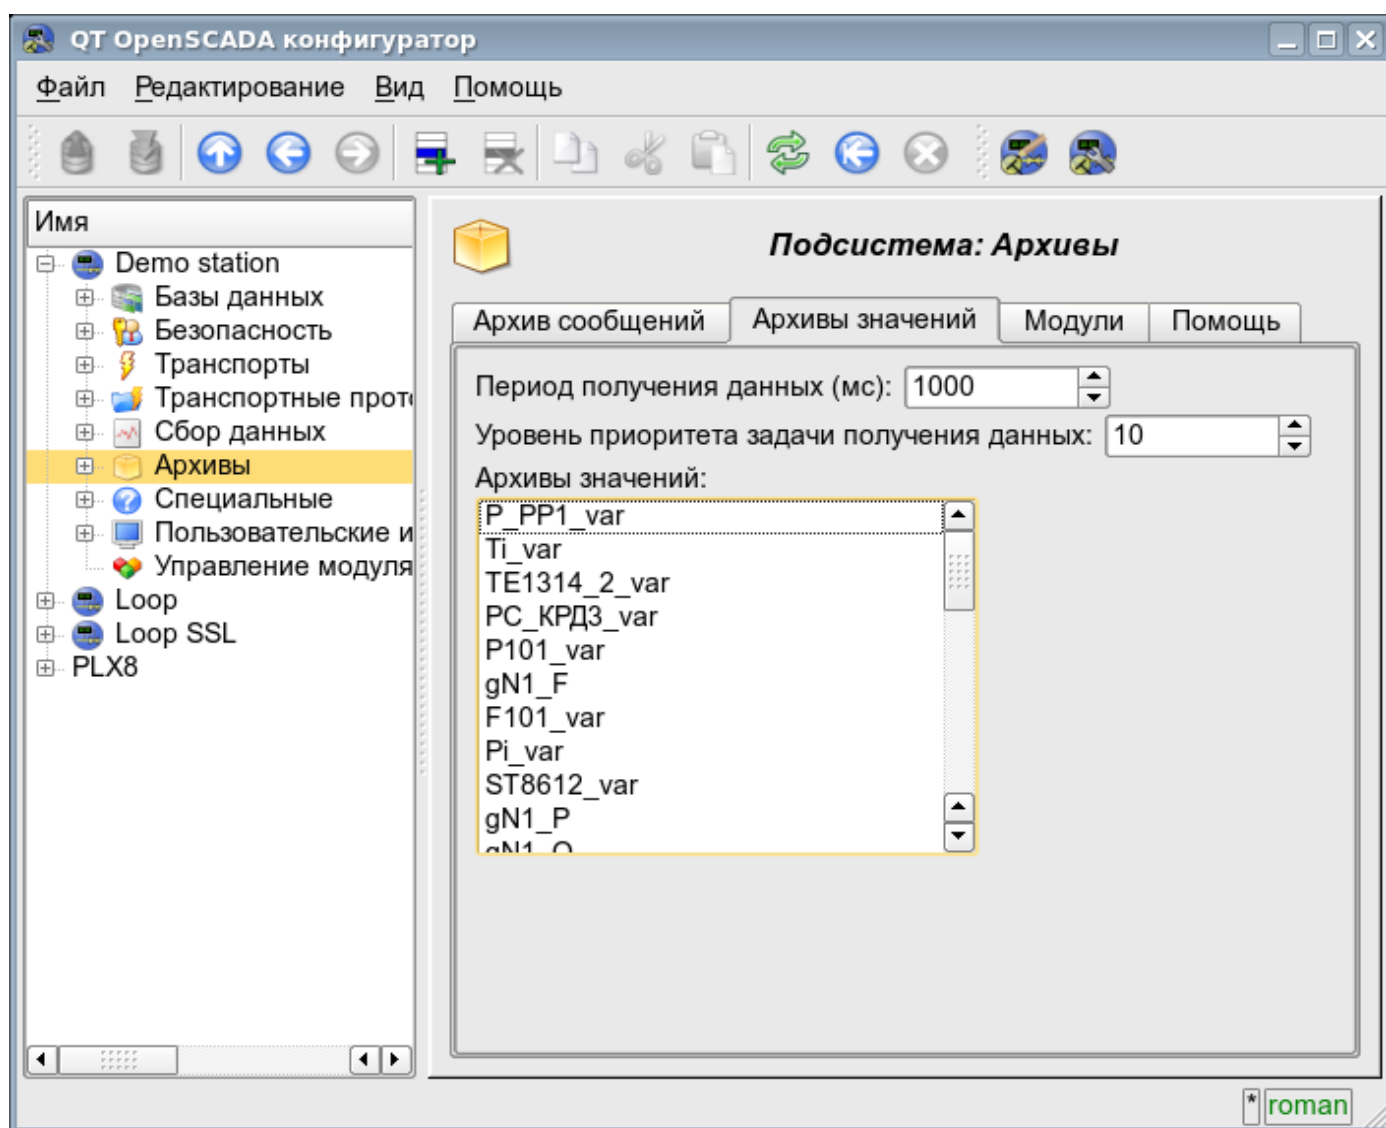 QT OpenSCADA конфигуратор
Файл Редактирование Вид Помощь
Имя
Demo station
Базы данных
Безопасность
Транспорты
Транспортные прот
Сбор данных
Архивы
Специальные
Пользовательские и
Управление модуля
Loop
Loop SSL
PLX8
Подсистема: Архивы
Архив сообщений Архивы значений Модули Помощь
Период получения данных (мс): 1000
Уровень приоритета задачи получения данных: 10
Архивы значений:
P_PP1_var
Ti_var
TE1314_2_var
PC_КРД3_var
P101_var
gN1_F
F101_var
Pi_var
ST8612_var
gN1_P
* roman